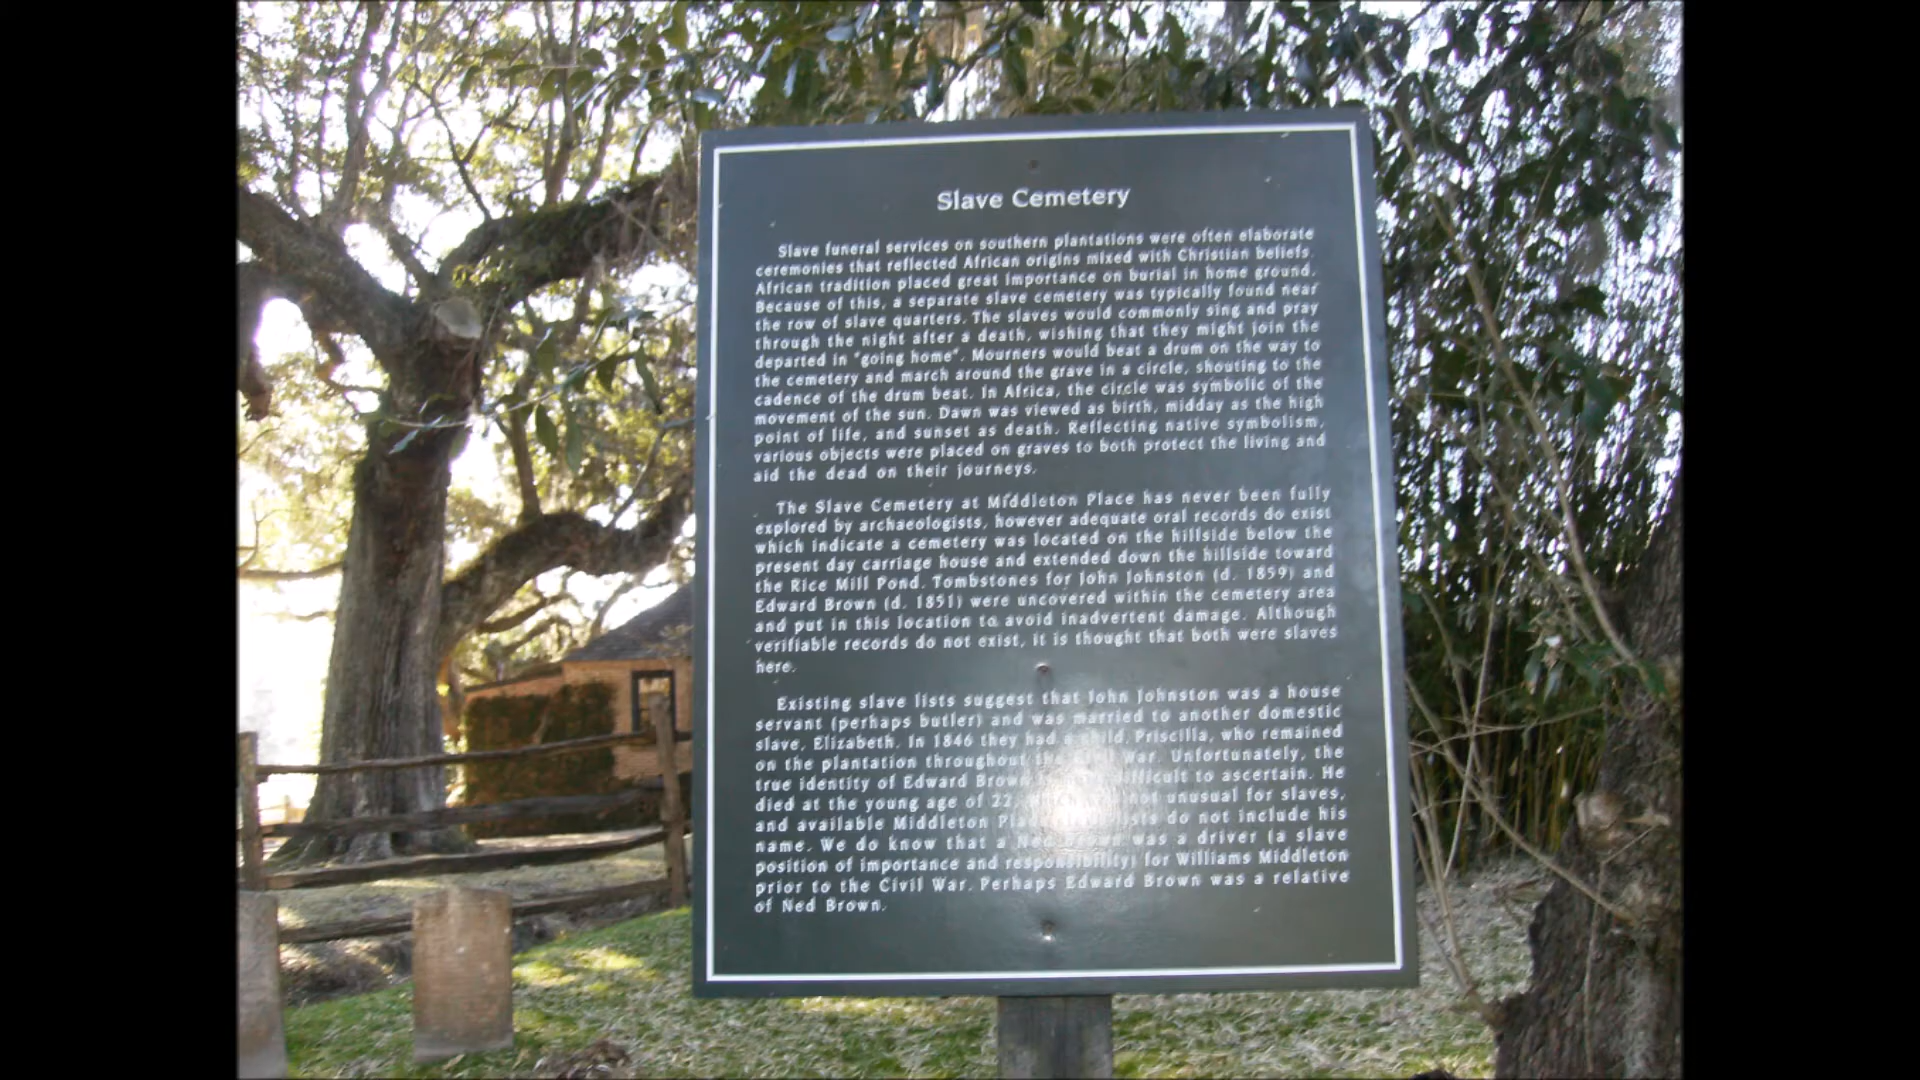 Slave Cemetery
Slave funeral services on southern plantations were often elaborate
ceremonies that reflected African origins mixed with Christian beliefs.
African tradition placed great importance on burial in home ground.
Because of this, a separate slave cemetery was typically found near
the row of slave quarters. The slaves would commonly sing and pray
through the night after a death, wishing that they might join the
departed in "going home". Mourners would beat a drum on the way to
the cemetery and march around the grave in a circle, shouting to the
cadence of the drum beat. In Africa, the circle was symbolic of the
movement of the sun. Dawn was viewed as birth, midday as the high
point of life, and sunset as death. Reflecting native symbolism,
various objects were placed on graves to both protect the living and
aid the dead on their journeys.
The Slave Cemetery at Middleton Place has never been fully
explored by archaeologists, however adequate oral records do exist
which indicate a cemetery was located on the hillside below the
present day carriage house and extended down the hillside toward
the Rice Mill Pond. Tombstones for John Johnston (d. 1859) and
Edward Brown (d. 1851) were uncovered within the cemetery area
and put in this location to avoid inadvertent damage. Although
verifiable records do not exist, it is thought that both were slaves
here.
Existing slave lists suggest that John Johnston was a house
servant (perhaps butler) and was married to another domestic
slave, Elizabeth. In 1846 they had a child, Priscilla, who remained
on the plantation throughout the War. Unfortunately, the
true identity of Edward Brown difficult to ascertain. He
died at the young age of 22, not unusual for slaves,
and available Middleton do not include his
name. We do know that a Ned was a driver (a slave
position of importance and responsibility) for Williams Middleton
prior to the Civil War. Perhaps Edward Brown was a relative
of Ned Brown.